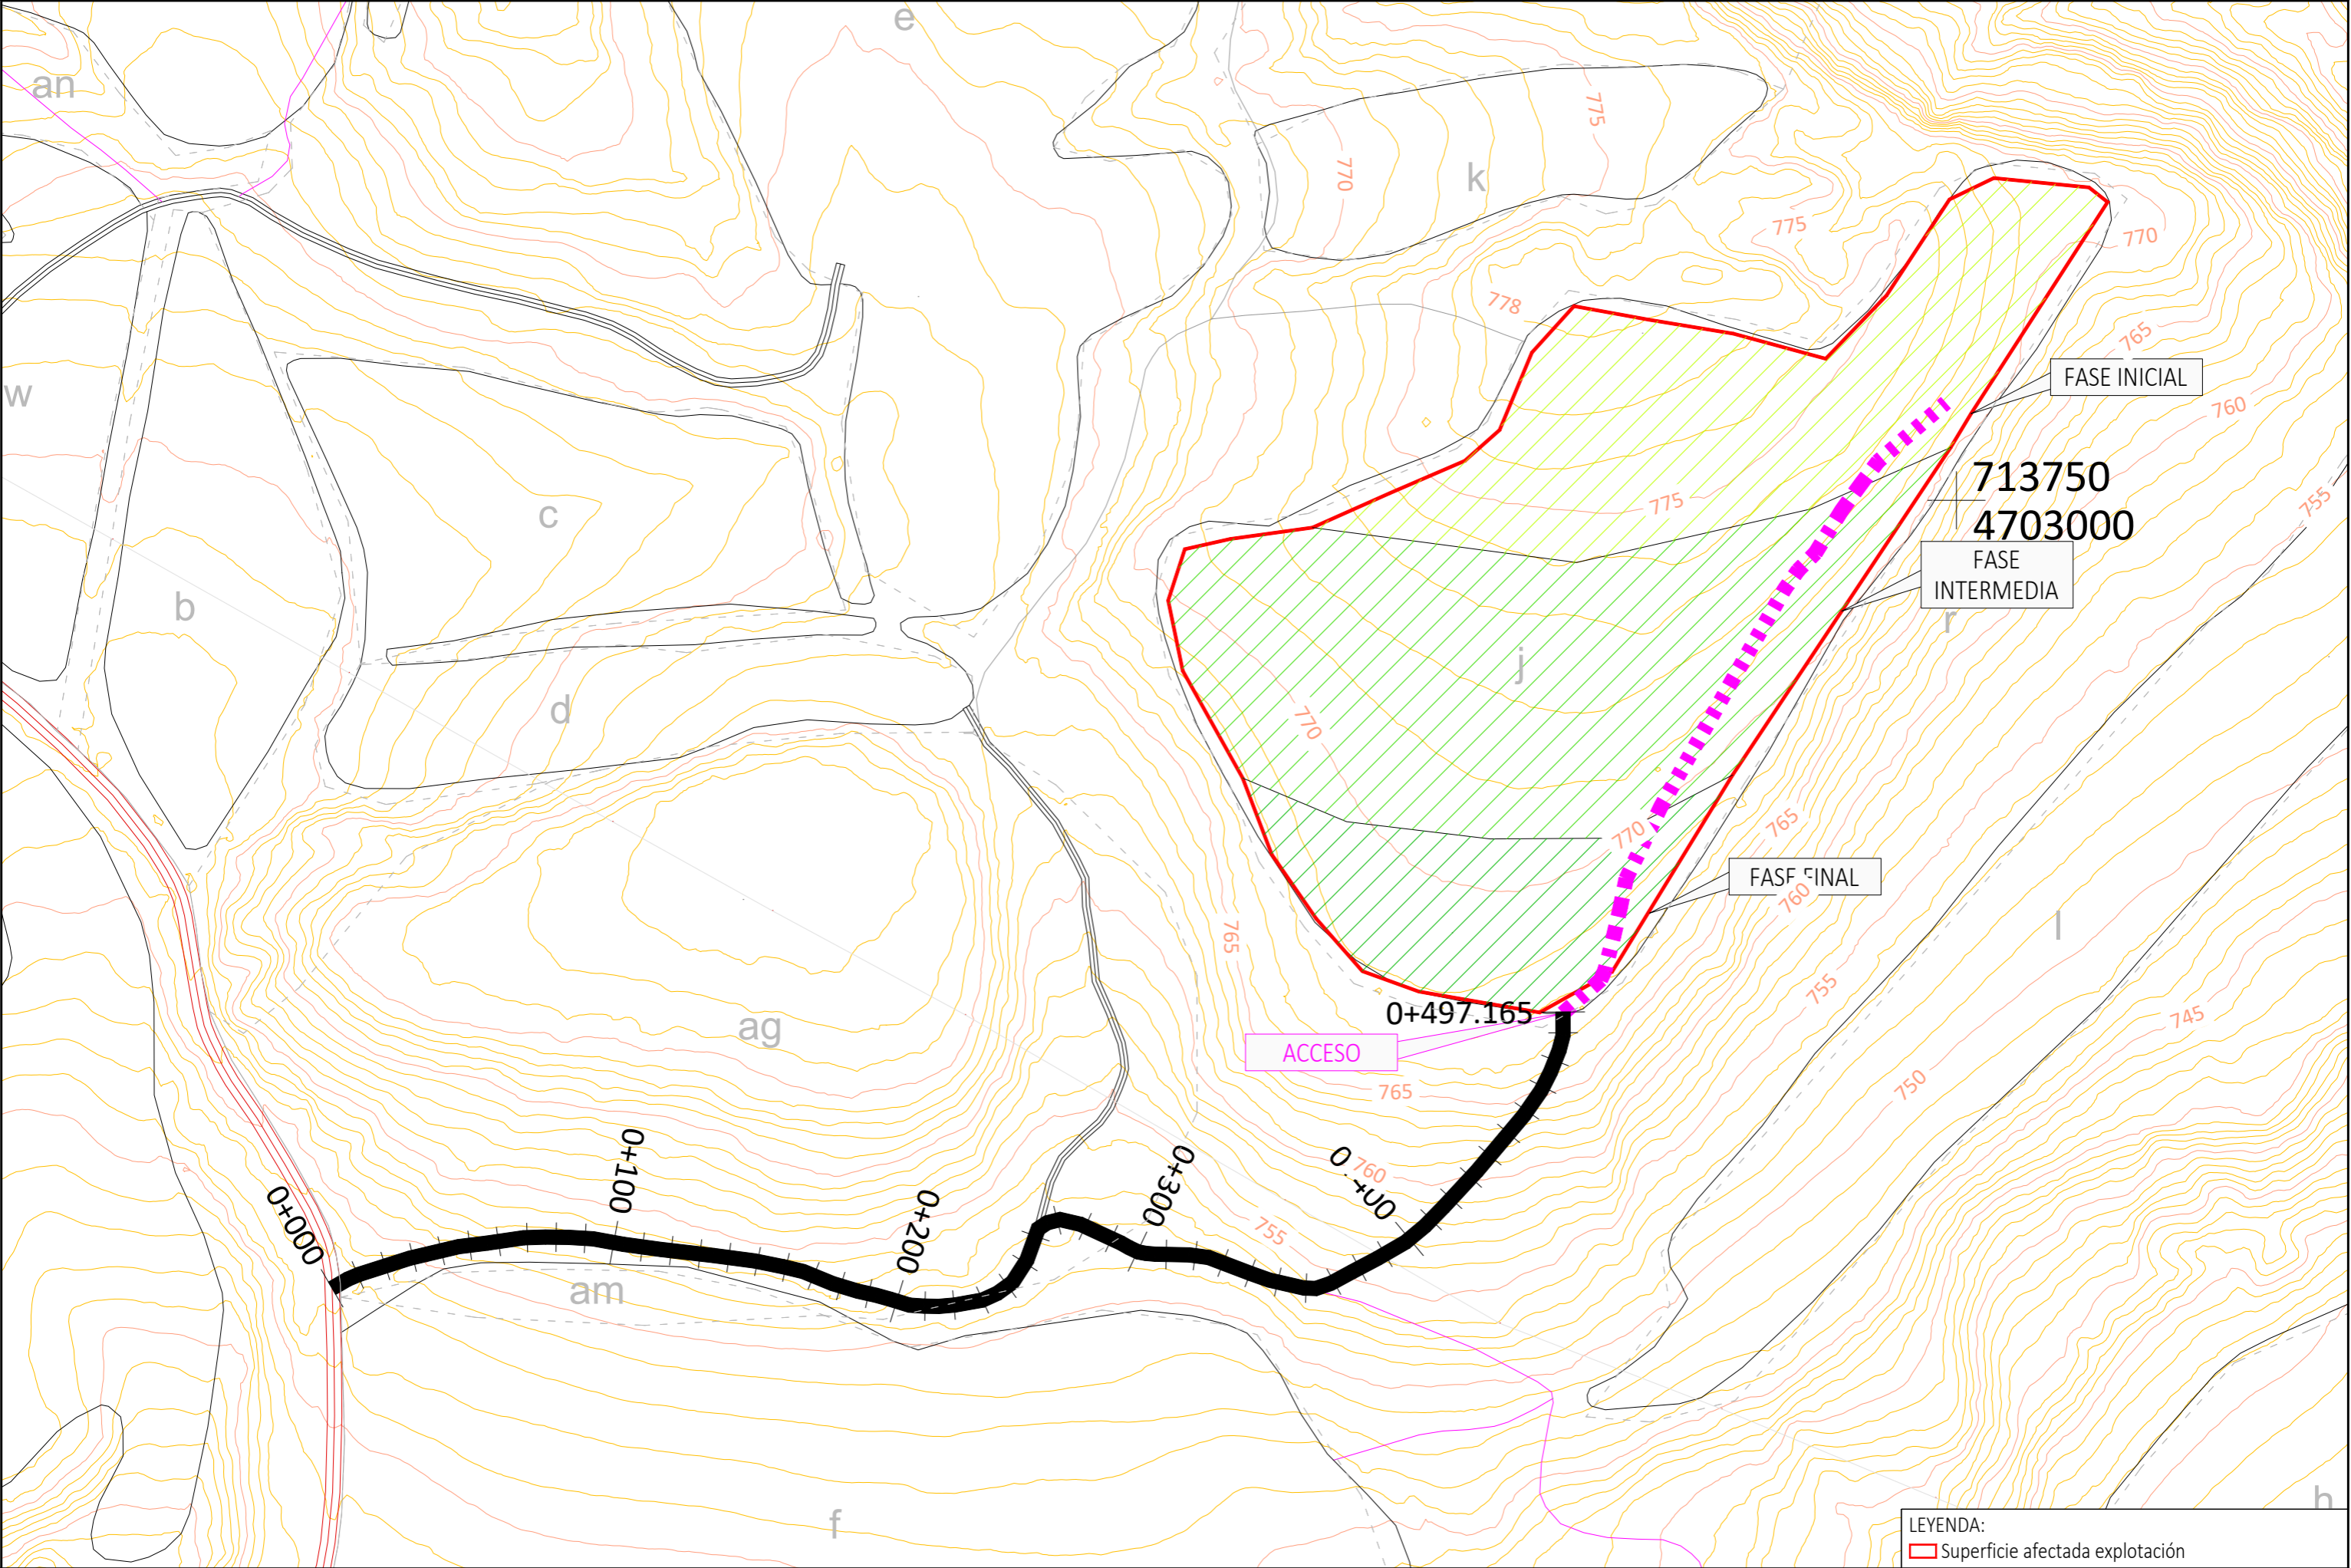 e
an
775
k
770
775
770
778
765
FASE INICIAL
w
760
713750
4703000
775
755
c
FASE
INTERMEDIA
b
r
j
d
770
770
765
FASE FINAL
760
765
l
755
0+497.165
ag
ACCESO
745
765
750
0+100
0+300
760
0+000
0+200
755
am
f
h
LEYENDA:
Superficie afectada explotación